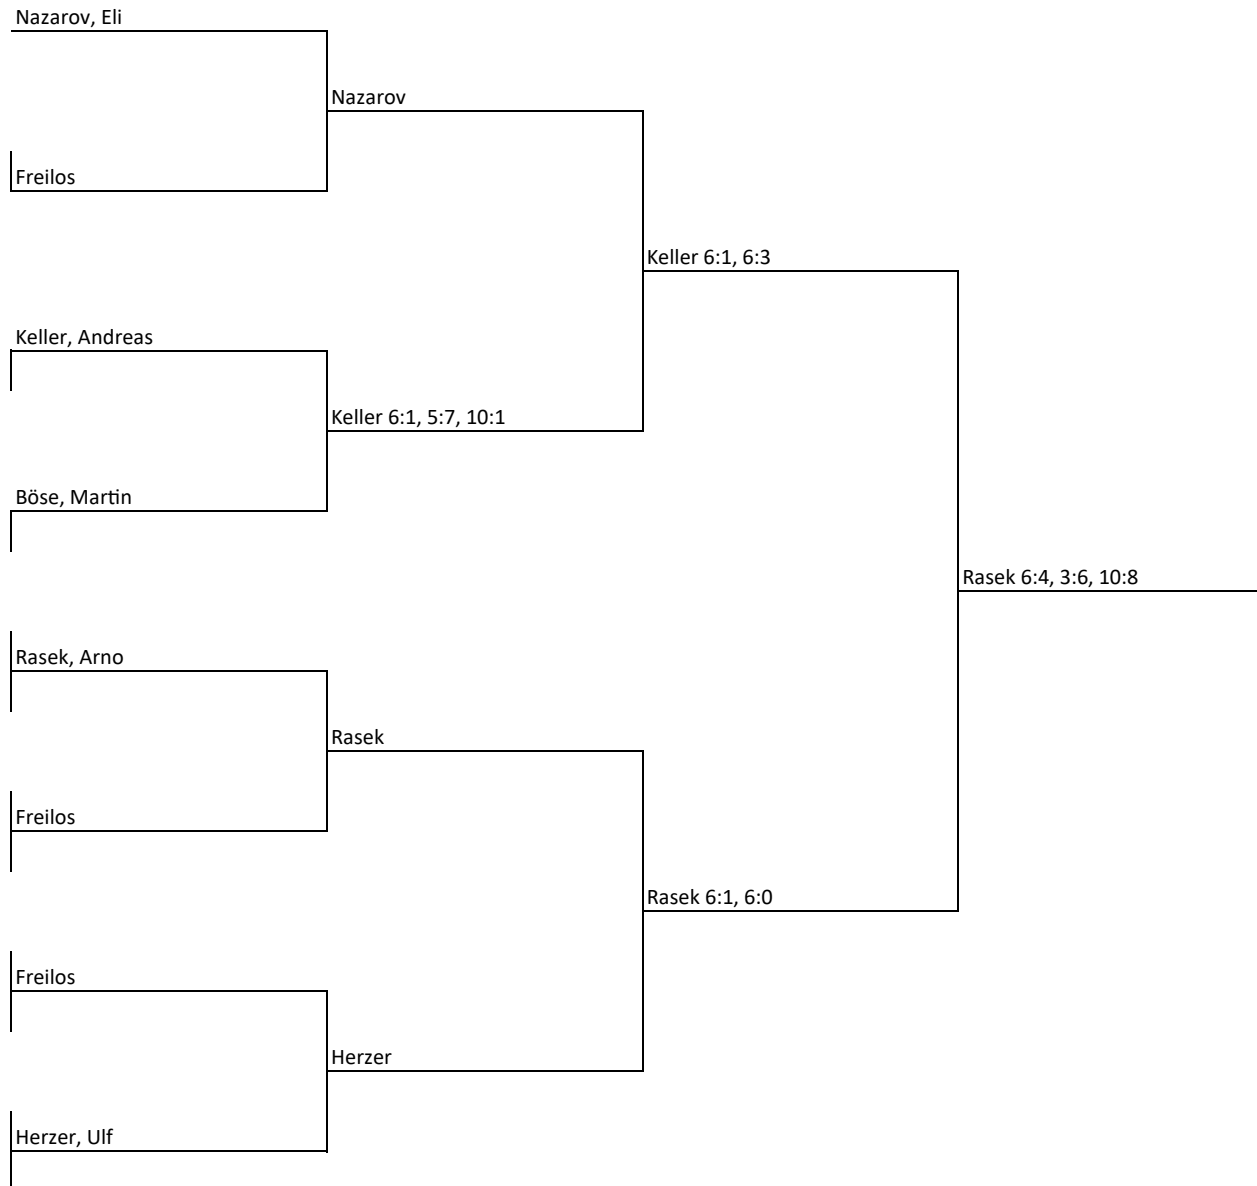 Nazarov, Eli
Nazarov
Freilos
Keller 6:1, 6:3
Keller, Andreas
Keller 6:1, 5:7, 10:1
Böse, Martin
Rasek 6:4, 3:6, 10:8
Rasek, Arno
Rasek
Freilos
Rasek 6:1, 6:0
Freilos
Herzer
Herzer, Ulf